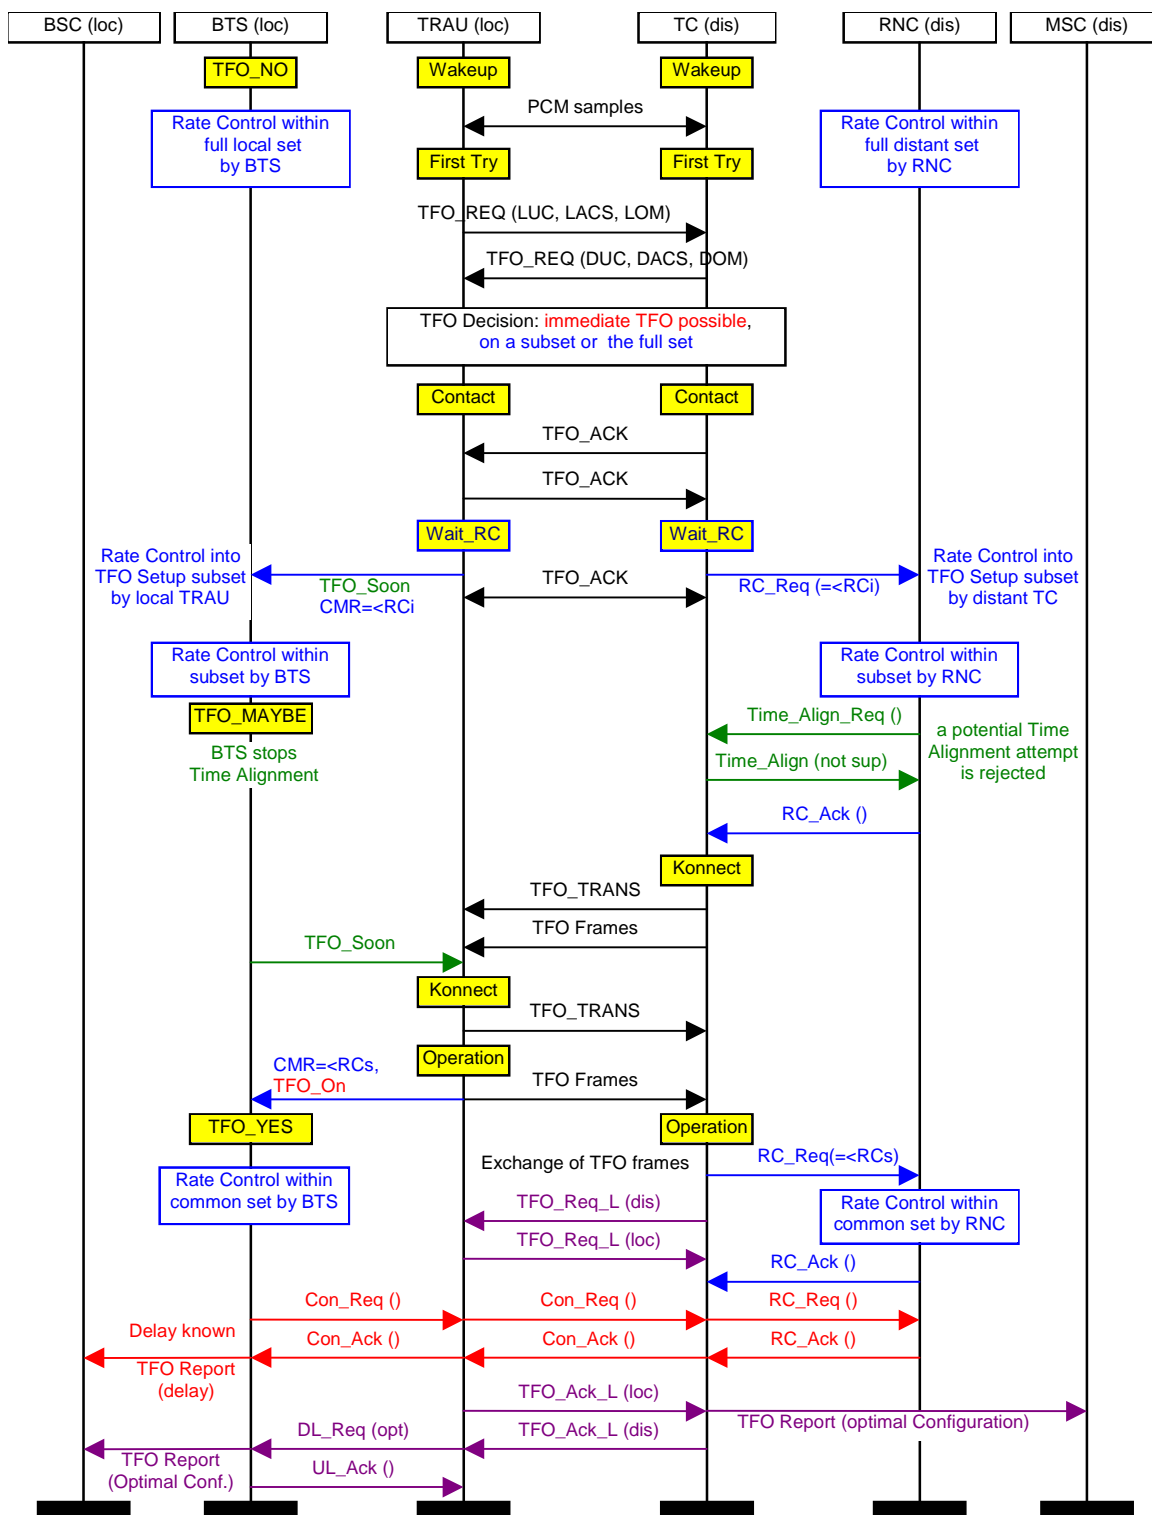 BSC (loc)
BTS (loc)
TRAU (loc)
TC (dis)
RNC (dis)
MSC (dis)
TFO_NO
Wakeup
Wakeup
PCM samples
Rate Control within
full local set
by BTS
Rate Control within
full distant set
by RNC
First Try
First Try
TFO_REQ (LUC, LACS, LOM)
TFO_REQ (DUC, DACS, DOM)
TFO Decision: immediate TFO possible,
on a subset or the full set
Contact
Contact
TFO_ACK
TFO_ACK
Wait_RC
Wait_RC
Rate Control into
TFO Setup subset
by local TRAU
TFO_Soon
CMR=<RCi
TFO_ACK
RC_Req (=<RCi)
Rate Control into
TFO Setup subset
by distant TC
Rate Control within
subset by BTS
Rate Control within
subset by RNC
TFO_MAYBE
BTS stops
Time Alignment
Time_Align_Req ()
Time_Align (not sup)
a potential Time
Alignment attempt
is rejected
RC_Ack ()
Konnect
TFO_TRANS
TFO Frames
TFO_Soon
Konnect
TFO_TRANS
Operation
CMR=<RCs,
TFO_On
TFO Frames
TFO_YES
Operation
Exchange of TFO frames
RC_Req(=<RCs)
Rate Control within
common set by BTS
Rate Control within
common set by RNC
TFO_Req_L (dis)
TFO_Req_L (loc)
RC_Ack ()
Con_Req ()
Con_Req ()
RC_Req ()
Delay known
Con_Ack ()
Con_Ack ()
RC_Ack ()
TFO Report
(delay)
TFO_Ack_L (loc)
TFO Report (optimal Configuration)
DL_Req (opt)
TFO_Ack_L (dis)
TFO Report
(Optimal Conf.)
UL_Ack ()